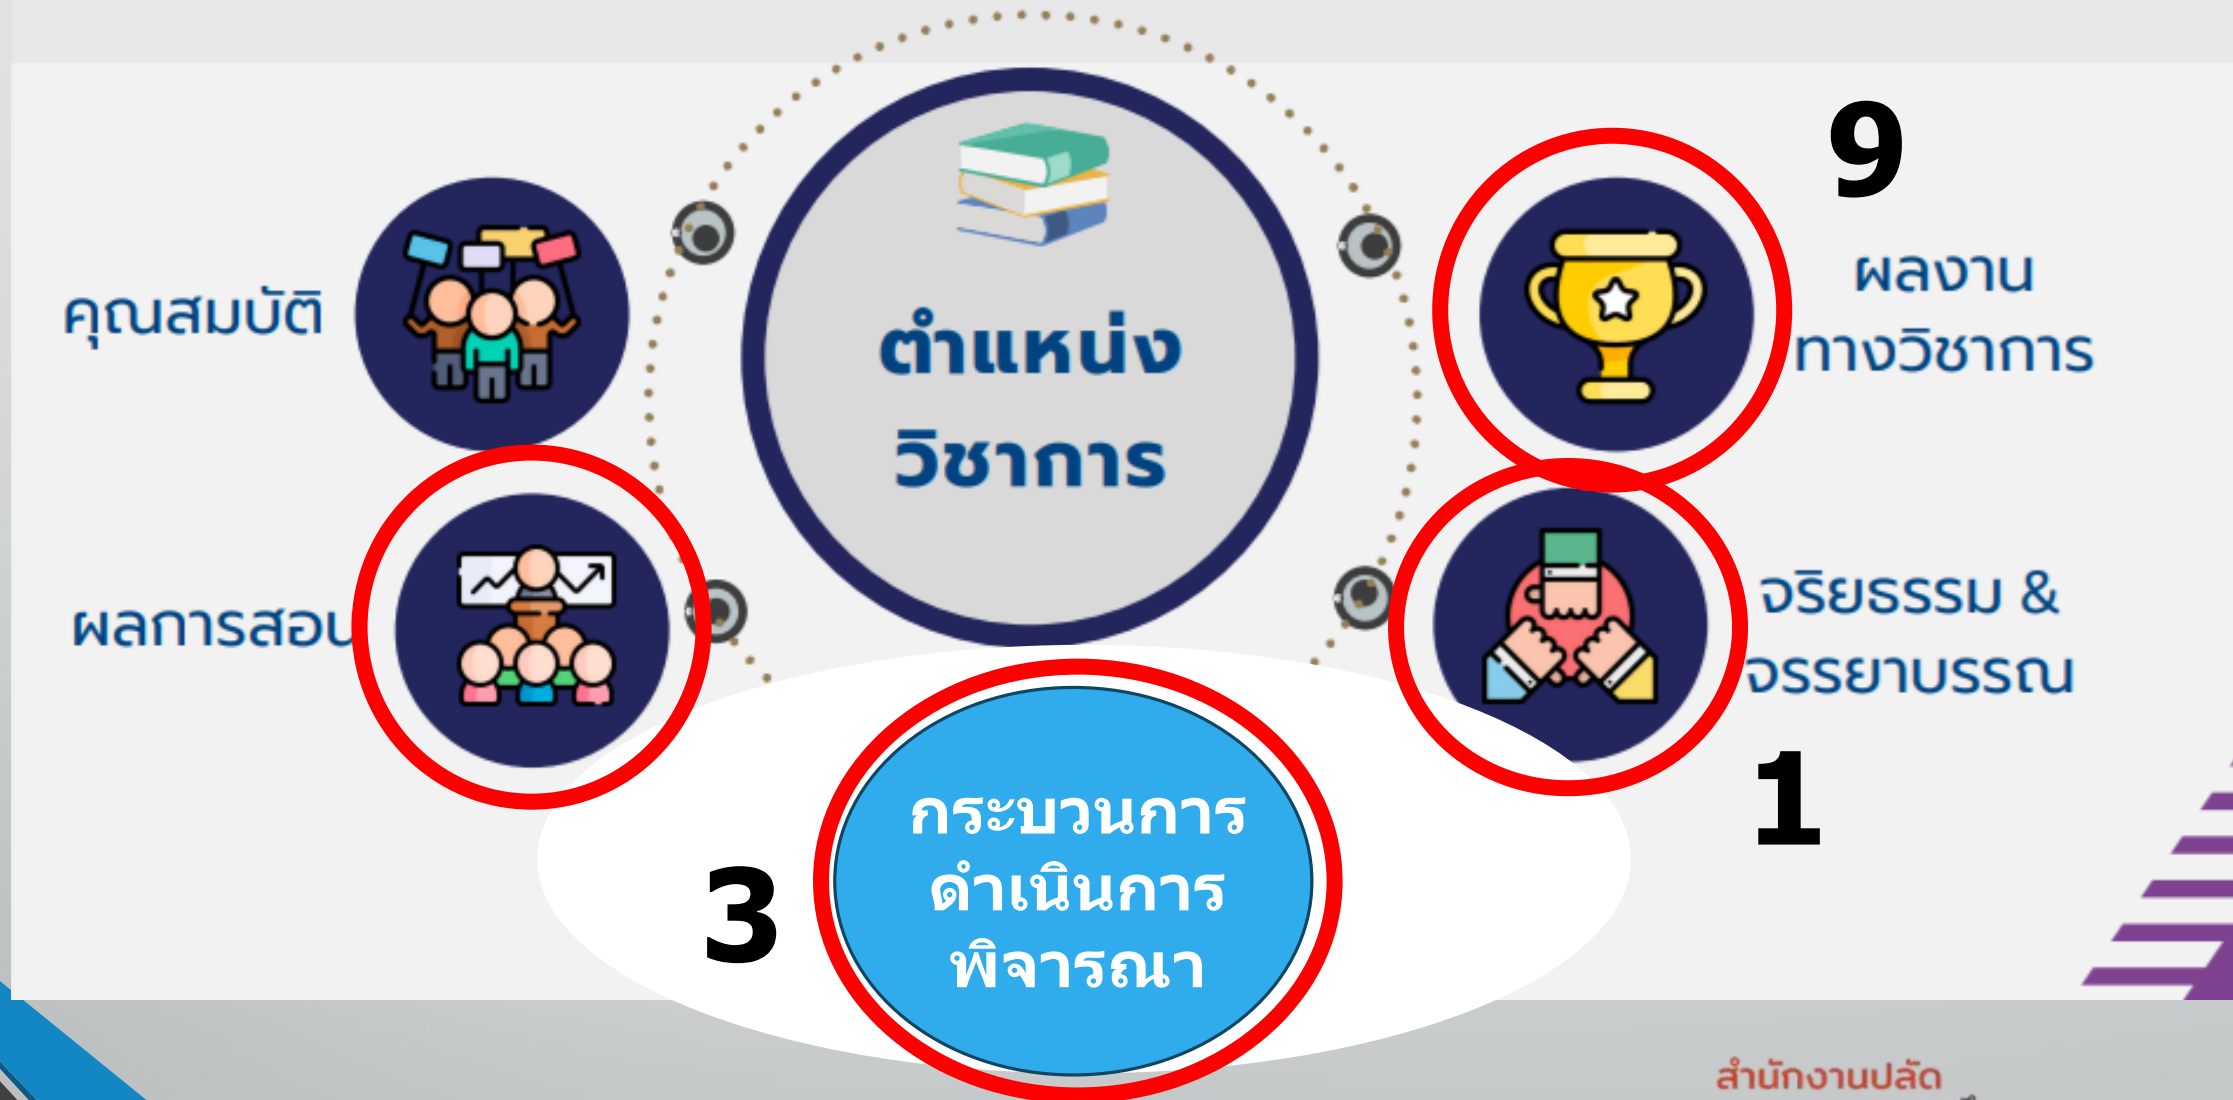 ตำแหน่ง
วิชาการ
คุณสมบัติ
ผลการสอน
9
ผลงาน
ทางวิชาการ
จริยธรรม &
จรรยาบรรณ
1
3
กระบวนการ
ดำเนินการ
พิจารณา
สำนักงานปลัด